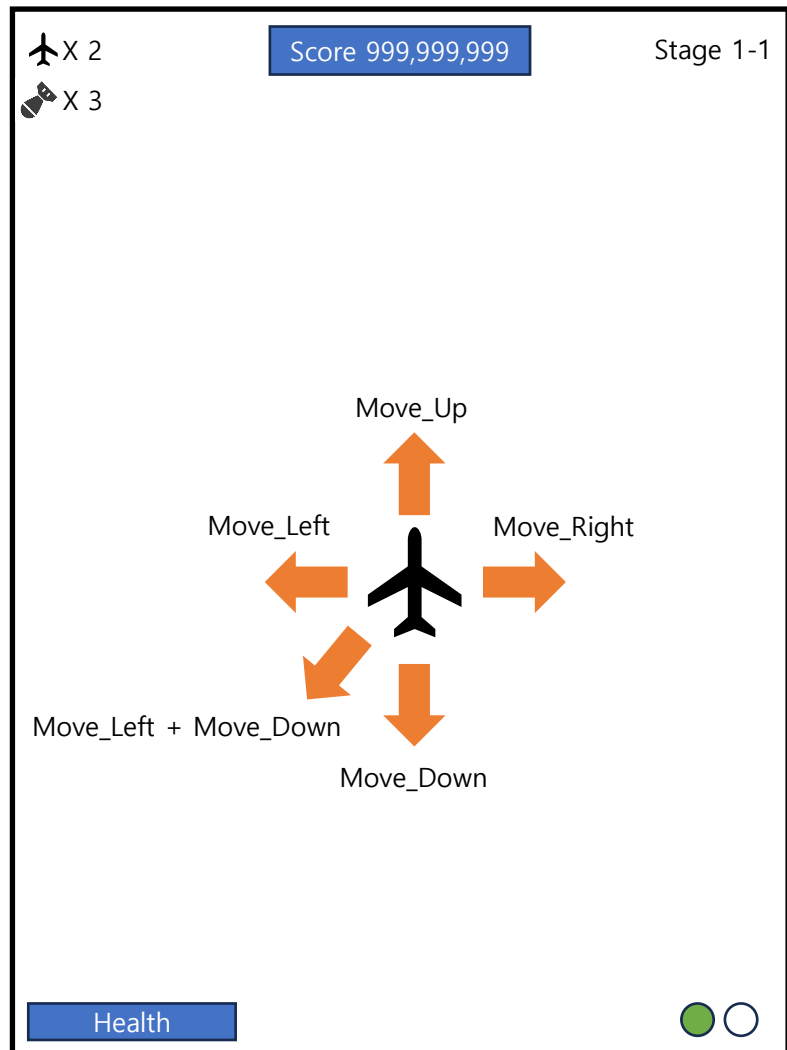 X 2
Score 999,999,999
Stage 1-1
X 3
Move_Up
Move_Left
Move_Right
Move_Left + Move_Down
Move_Down
Health